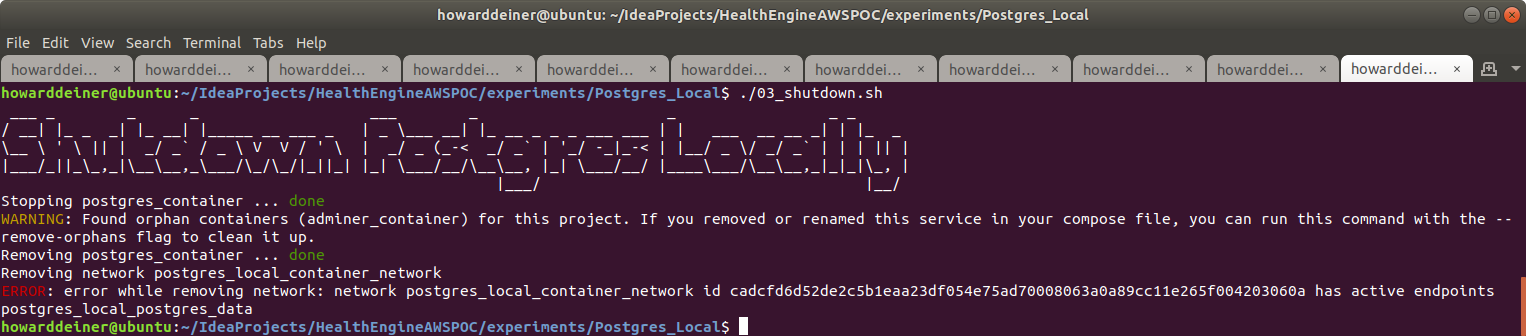 howarddeiner@ubuntu: ~/IdeaProjects/HealthEngineAWSPOC/experiments/Postgres_Local
File Edit View Search Terminal Tabs Help
howarddei... × howarddei... × howarddei... × howarddei... × howarddei... × howarddei... × howarddei... × howarddei... × howarddei... × howarddei... × howarddei... ×
howarddeiner@ubuntu:~/IdeaProjects/HealthEngineAWSPOC/experiments/Postgres_Local$ ./03_shutdown.sh
Shutdown Postgres Locally
Stopping postgres_container ... done
WARNING: Found orphan containers (adminer_container) for this project. If you removed or renamed this service in your compose file, you can run this command with the --
remove-orphans flag to clean it up.
Removing postgres_container ... done
Removing network postgres_local_container_network
ERROR: error while removing network: network postgres_local_container_network id cadcfd6d52de2c5b1eaa23df054e75ad70008063a0a89cc11e265f004203060a has active endpoints
postgres_local_postgres_data
howarddeiner@ubuntu:~/IdeaProjects/HealthEngineAWSPOC/experiments/Postgres_Local$